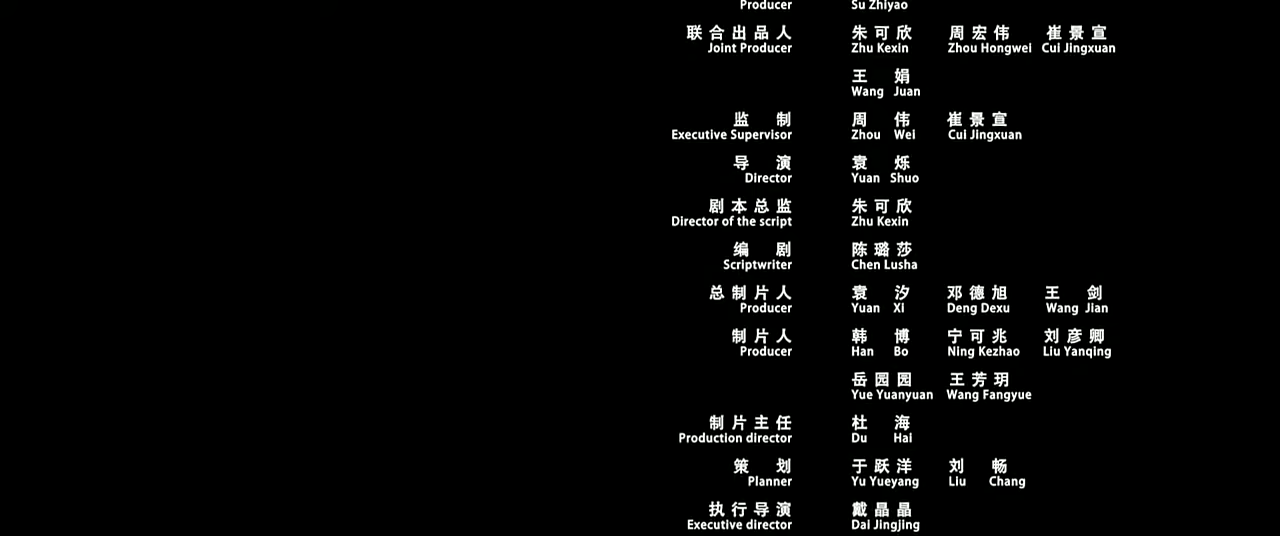 Producer Su Zhiyao
联合出品人 朱可欣 周宏伟 崔景宣
Joint Producer Zhu Kexin Zhou Hongwei Cui Jingxuan
王 娟
Wang Juan
监 制 周 伟 崔景宣
Executive Supervisor Zhou Wei Cui Jingxuan
导 演 袁 烁
Director Yuan Shuo
剧本总监 朱可欣
Director of the script Zhu Kexin
编 剧 陈璐莎
Scriptwriter Chen Lusha
总制片人 袁 汐 邓德旭 王 剑
Producer Yuan Xi Deng Dexu Wang Jian
制片人 韩 博 宁可兆 刘彦卿
Producer Han Bo Ning Kezhao Liu Yanqing
岳园园 王芳玥
Yue Yuanyuan Wang Fangyue
制片主任 杜 海
Production director Du Hai
策 划 于跃洋 刘 畅
Planner Yu Yueyang Liu Chang
执行导演 戴晶晶
Executive director Dai Jingjing